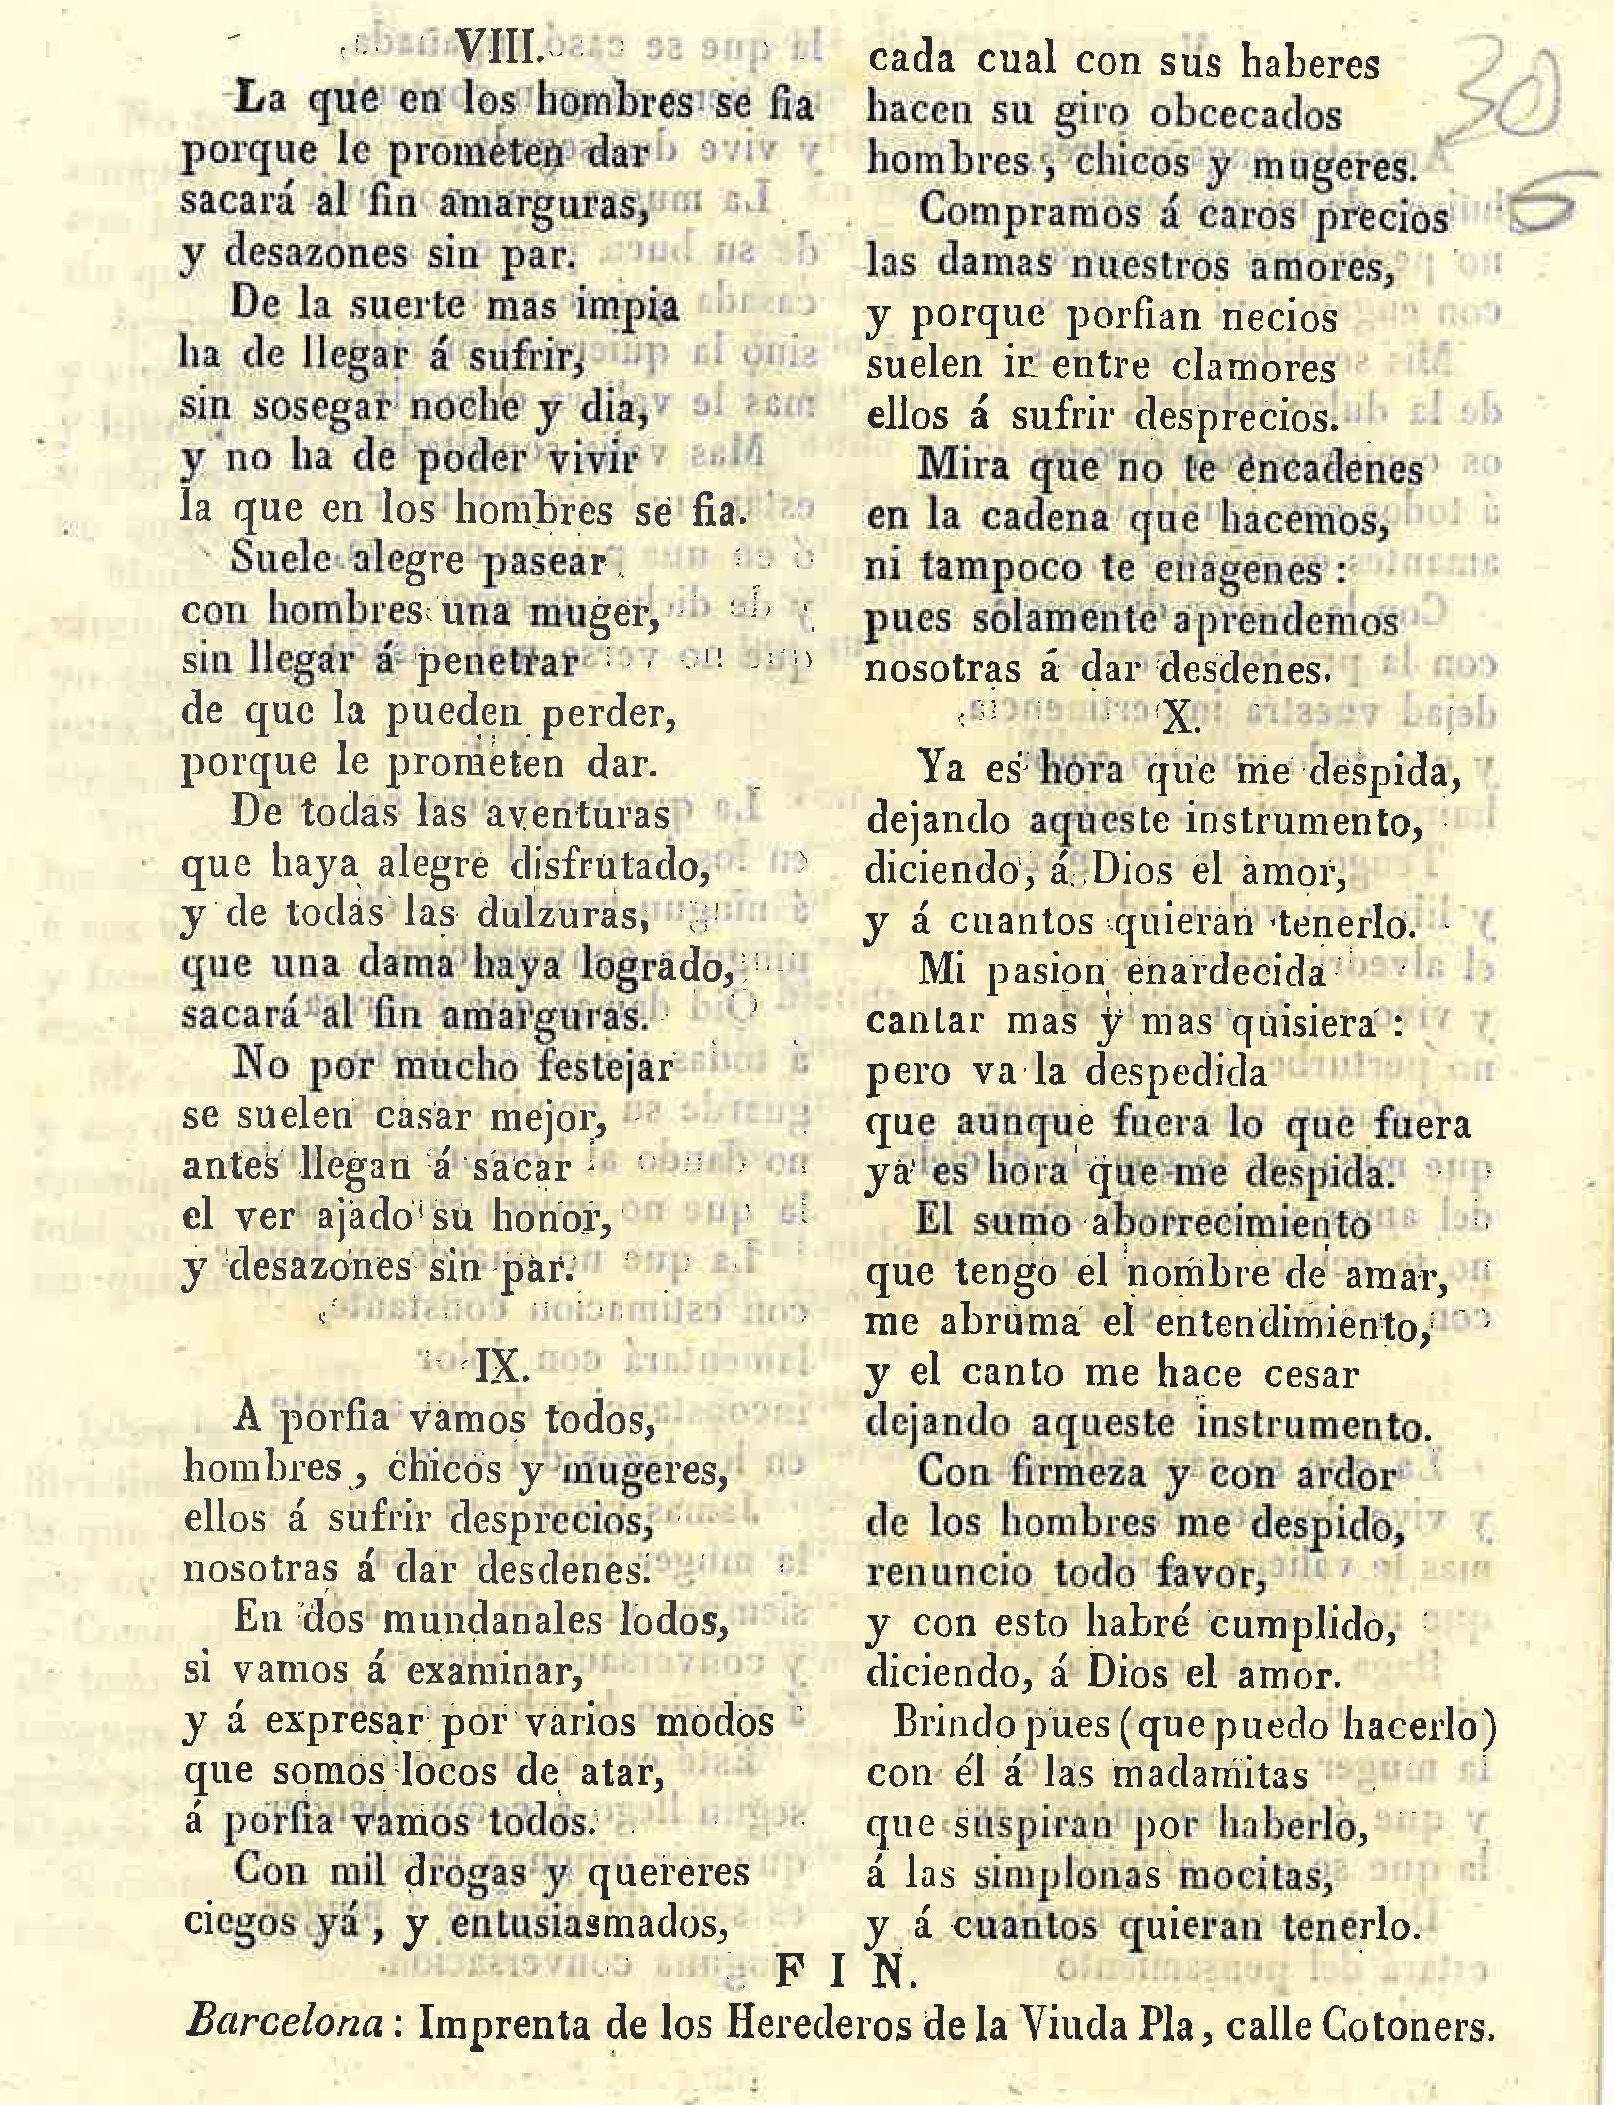 VIII.
La que en los hombres se fia
porque le prometen dar
sacará al fin amarguras,
y desazones sin par.
De la suerte mas impia
ha de llegar á sufrir,
sin sosegar noche y dia,
y no ha de poder vivir
la que en los hombres se fia.
Suele alegre pasear
con hombres una muger,
sin llegar á penetrar
de que la pueden perder,
porque le prometen dar.
De todas las aventuras
que haya alegre disfrutado,
y de todas las dulzuras,
que una dama haya logrado,
sacará al fin amarguras.
No por mucho festejar
se suelen casar mejor,
antes llegan á sacar
el ver ajado su honor,
y desazones sin par.
IX.
A porfia vamos todos,
hombres, chicos y mugeres,
ellos á sufrir desprecios,
nosotras á dar desdenes.
En dos mundanales lodos,
si vamos á examinar,
y á expresar por varios modos
que somos locos de atar,
á porfia vamos todos.
Con mil drogas y quereres
ciegos yá, y entusiasmados,
cada cual con sus haberes
hacen su giro obcecados
hombres, chicos y mugeres.
Compramos á caros precios
las damas nuestros amores,
y porque porfian necios
suelen ir entre clamores
ellos á sufrir desprecios.
Mira que no te encadenes
en la cadena que hacemos,
ni tampoco te enagenes:
pues sólamente aprendemos
nosotras á dar desdenes.
X.
Ya es hora que me despida,
dejando aqueste instrumento,
diciendo, á Dios el amor,
y á cuantos quieran tenerlo.
Mi pasion enardecida
cantar mas y mas quisiera:
pero va la despedida
que aunque fuera lo que fuera
ya es hora que me despida.
El sumo aborrecimiento
que tengo el nombre de amar,
me abruma el entendimiento,
y el canto me hace cesar
dejando aqueste instrumento.
Con firmeza y con ardor
de los hombres me despido,
renuncio todo favor,
y con esto habré cumplido,
diciendo, á Dios el amor.
Brindo pues (que puedo hacerlo)
con él á las madamitas
que suspiran por haberlo,
á las simplonas mocitas,
y á cuantos quieran tenerlo.
FIN.
Barcelona: Imprenta de los Herederos de la Viuda Pla, calle Cotoners.
30
6